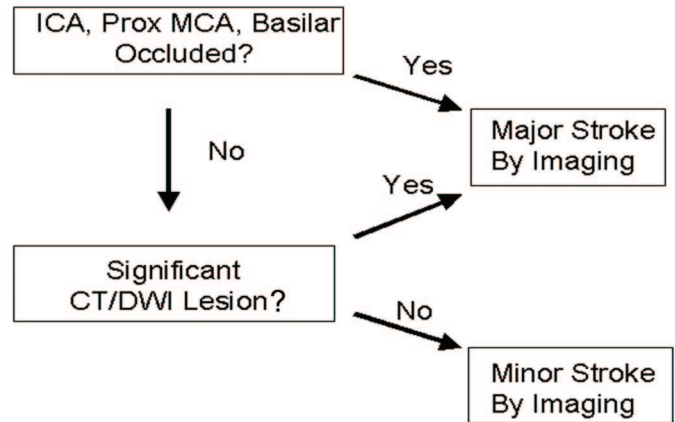 ICA, Prox MCA, Basilar
Occluded?
Yes
Major Stroke
By Imaging
No
Yes
Significant
CT/DWI Lesion?
No
Minor Stroke
By Imaging